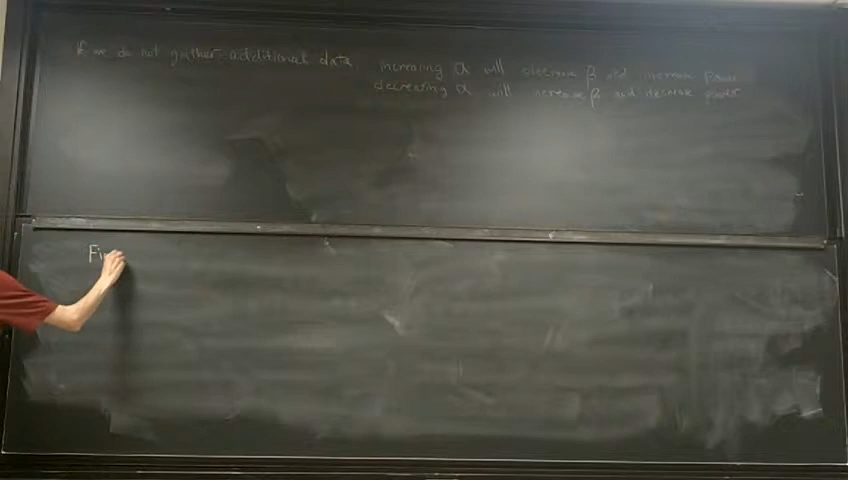 If we do not gather additional data increasing α will decrease β and increase power
decreasing α will increase β and decrease power
Fi